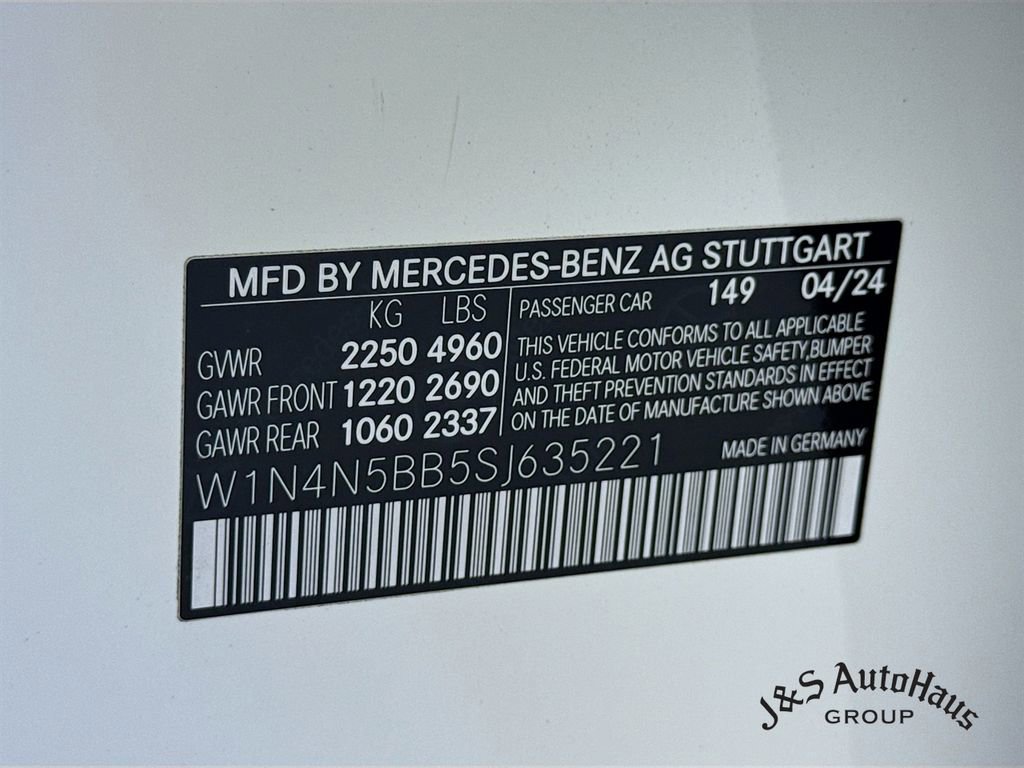 MFD BY MERCEDES-BENZ AG STUTTGART
KG LBS
GVWR 2250 4960
GAWR FRONT 1220 2690
GAWR REAR 1060 2337
PASSENGER CAR 149 04/24
THIS VEHICLE CONFORMS TO ALL APPLICABLE
U.S. FEDERAL MOTOR VEHICLE SAFETY,BUMPER
AND THEFT PREVENTION STANDARDS IN EFFECT
ON THE DATE OF MANUFACTURE SHOWN ABOVE
W1N4N5BB5SJ635221
MADE IN GERMANY
J&S AutoHaus
GROUP